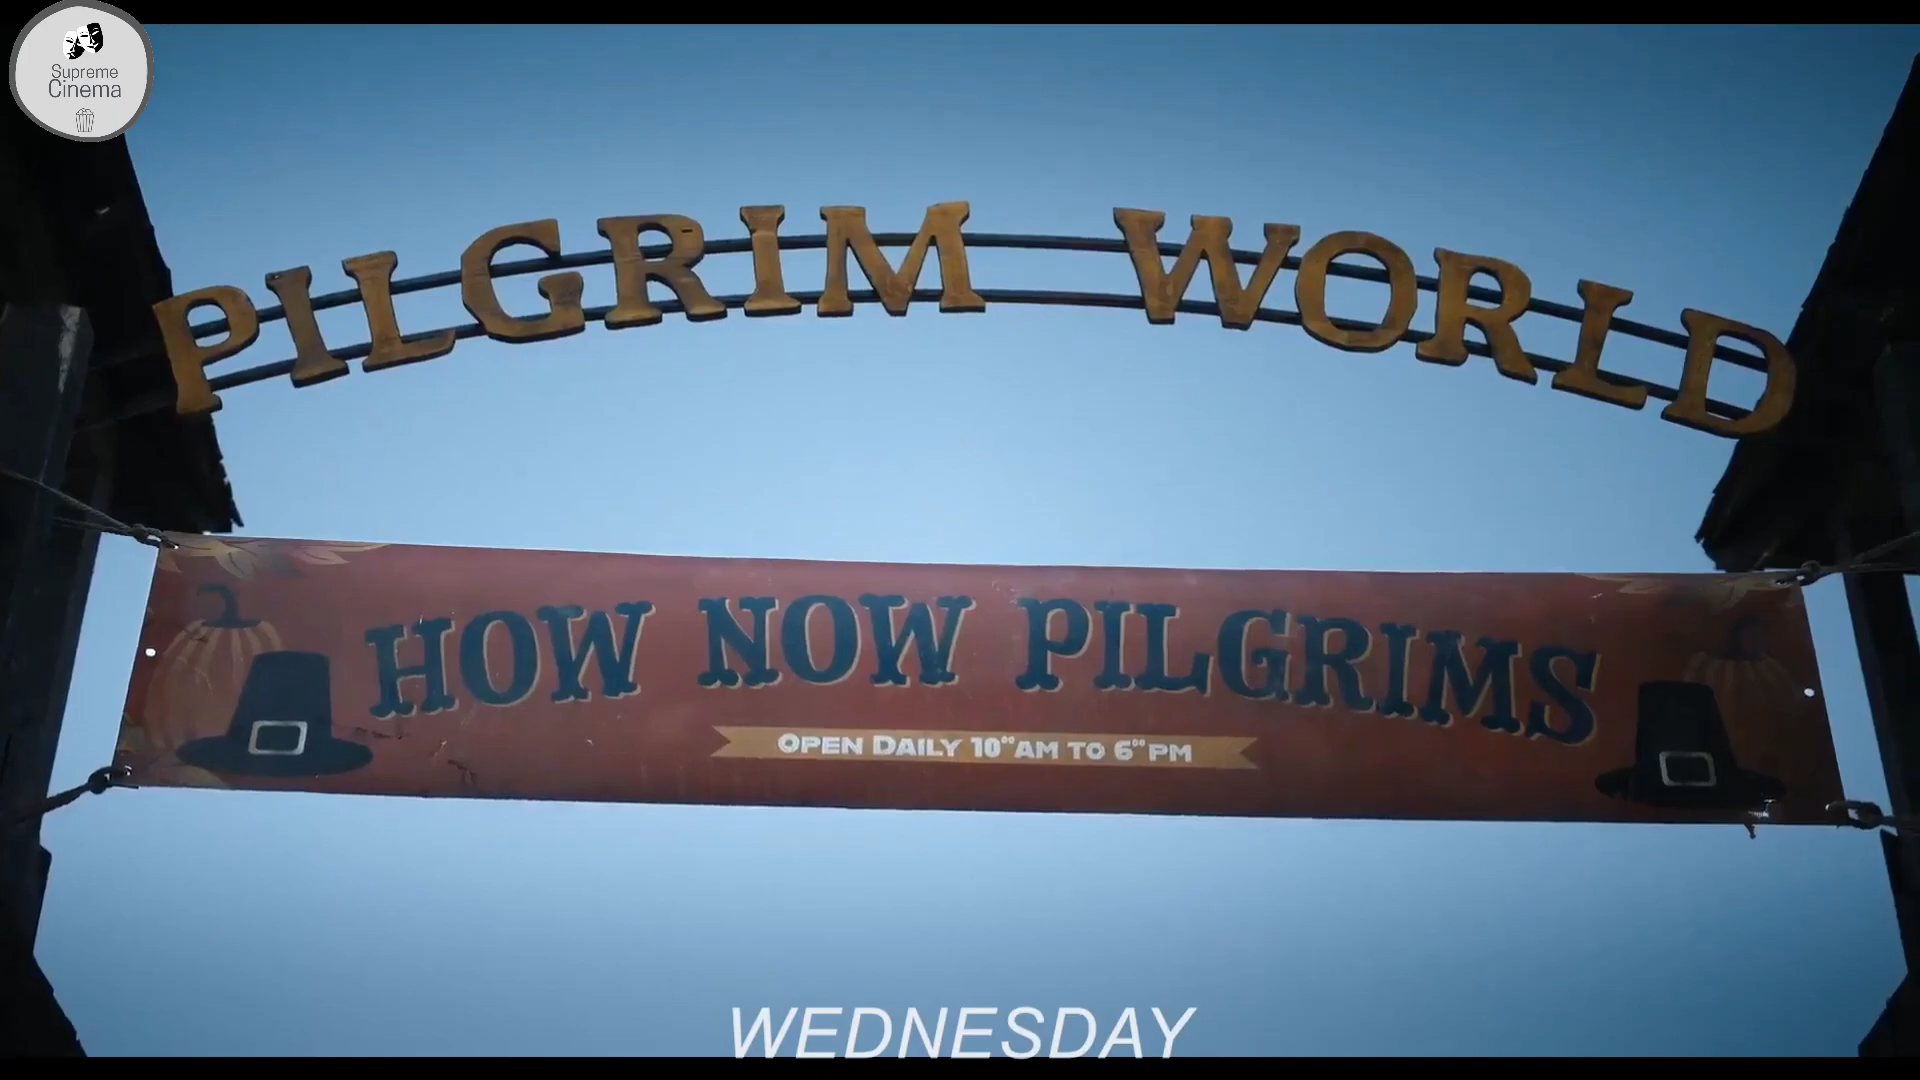 Supreme
Cinema
PILGRIM WORLD
HOW NOW PILGRIMS
OPEN DAILY 10⁰⁰AM TO 6⁰⁰PM
WEDNESDAY